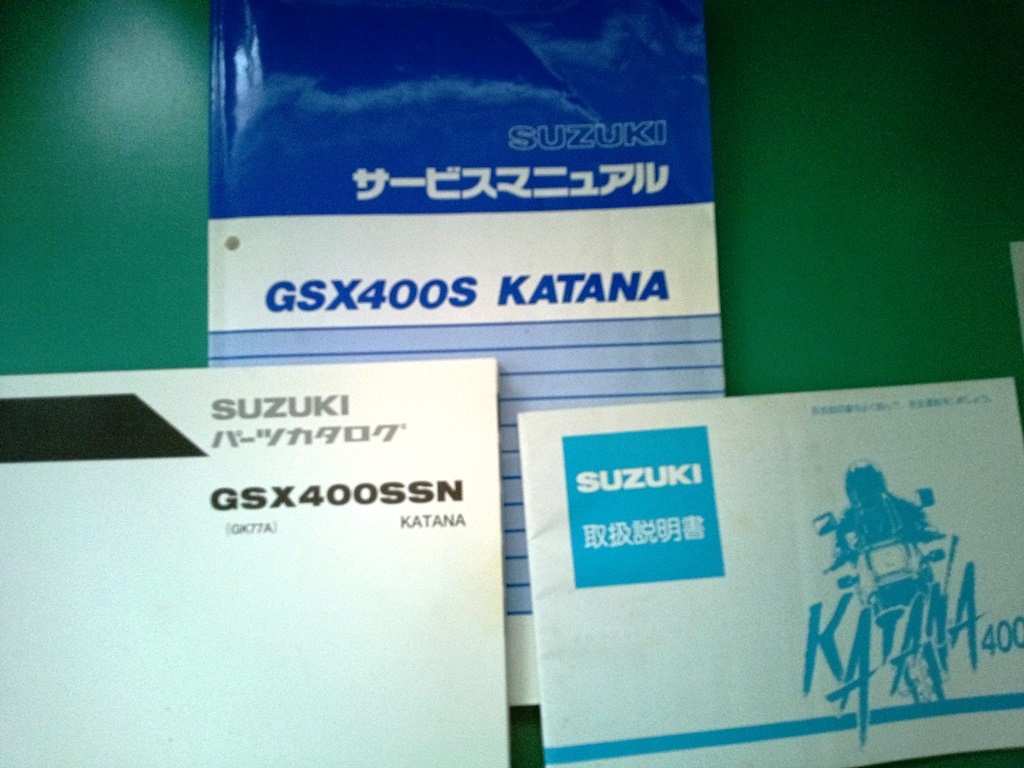 SUZUKI
サービスマニュアル
GSX400S KATANA
SUZUKI
パーツカタログ
GSX400SSN
(GK77A) KATANA
SUZUKI
取扱説明書
KATANA 400